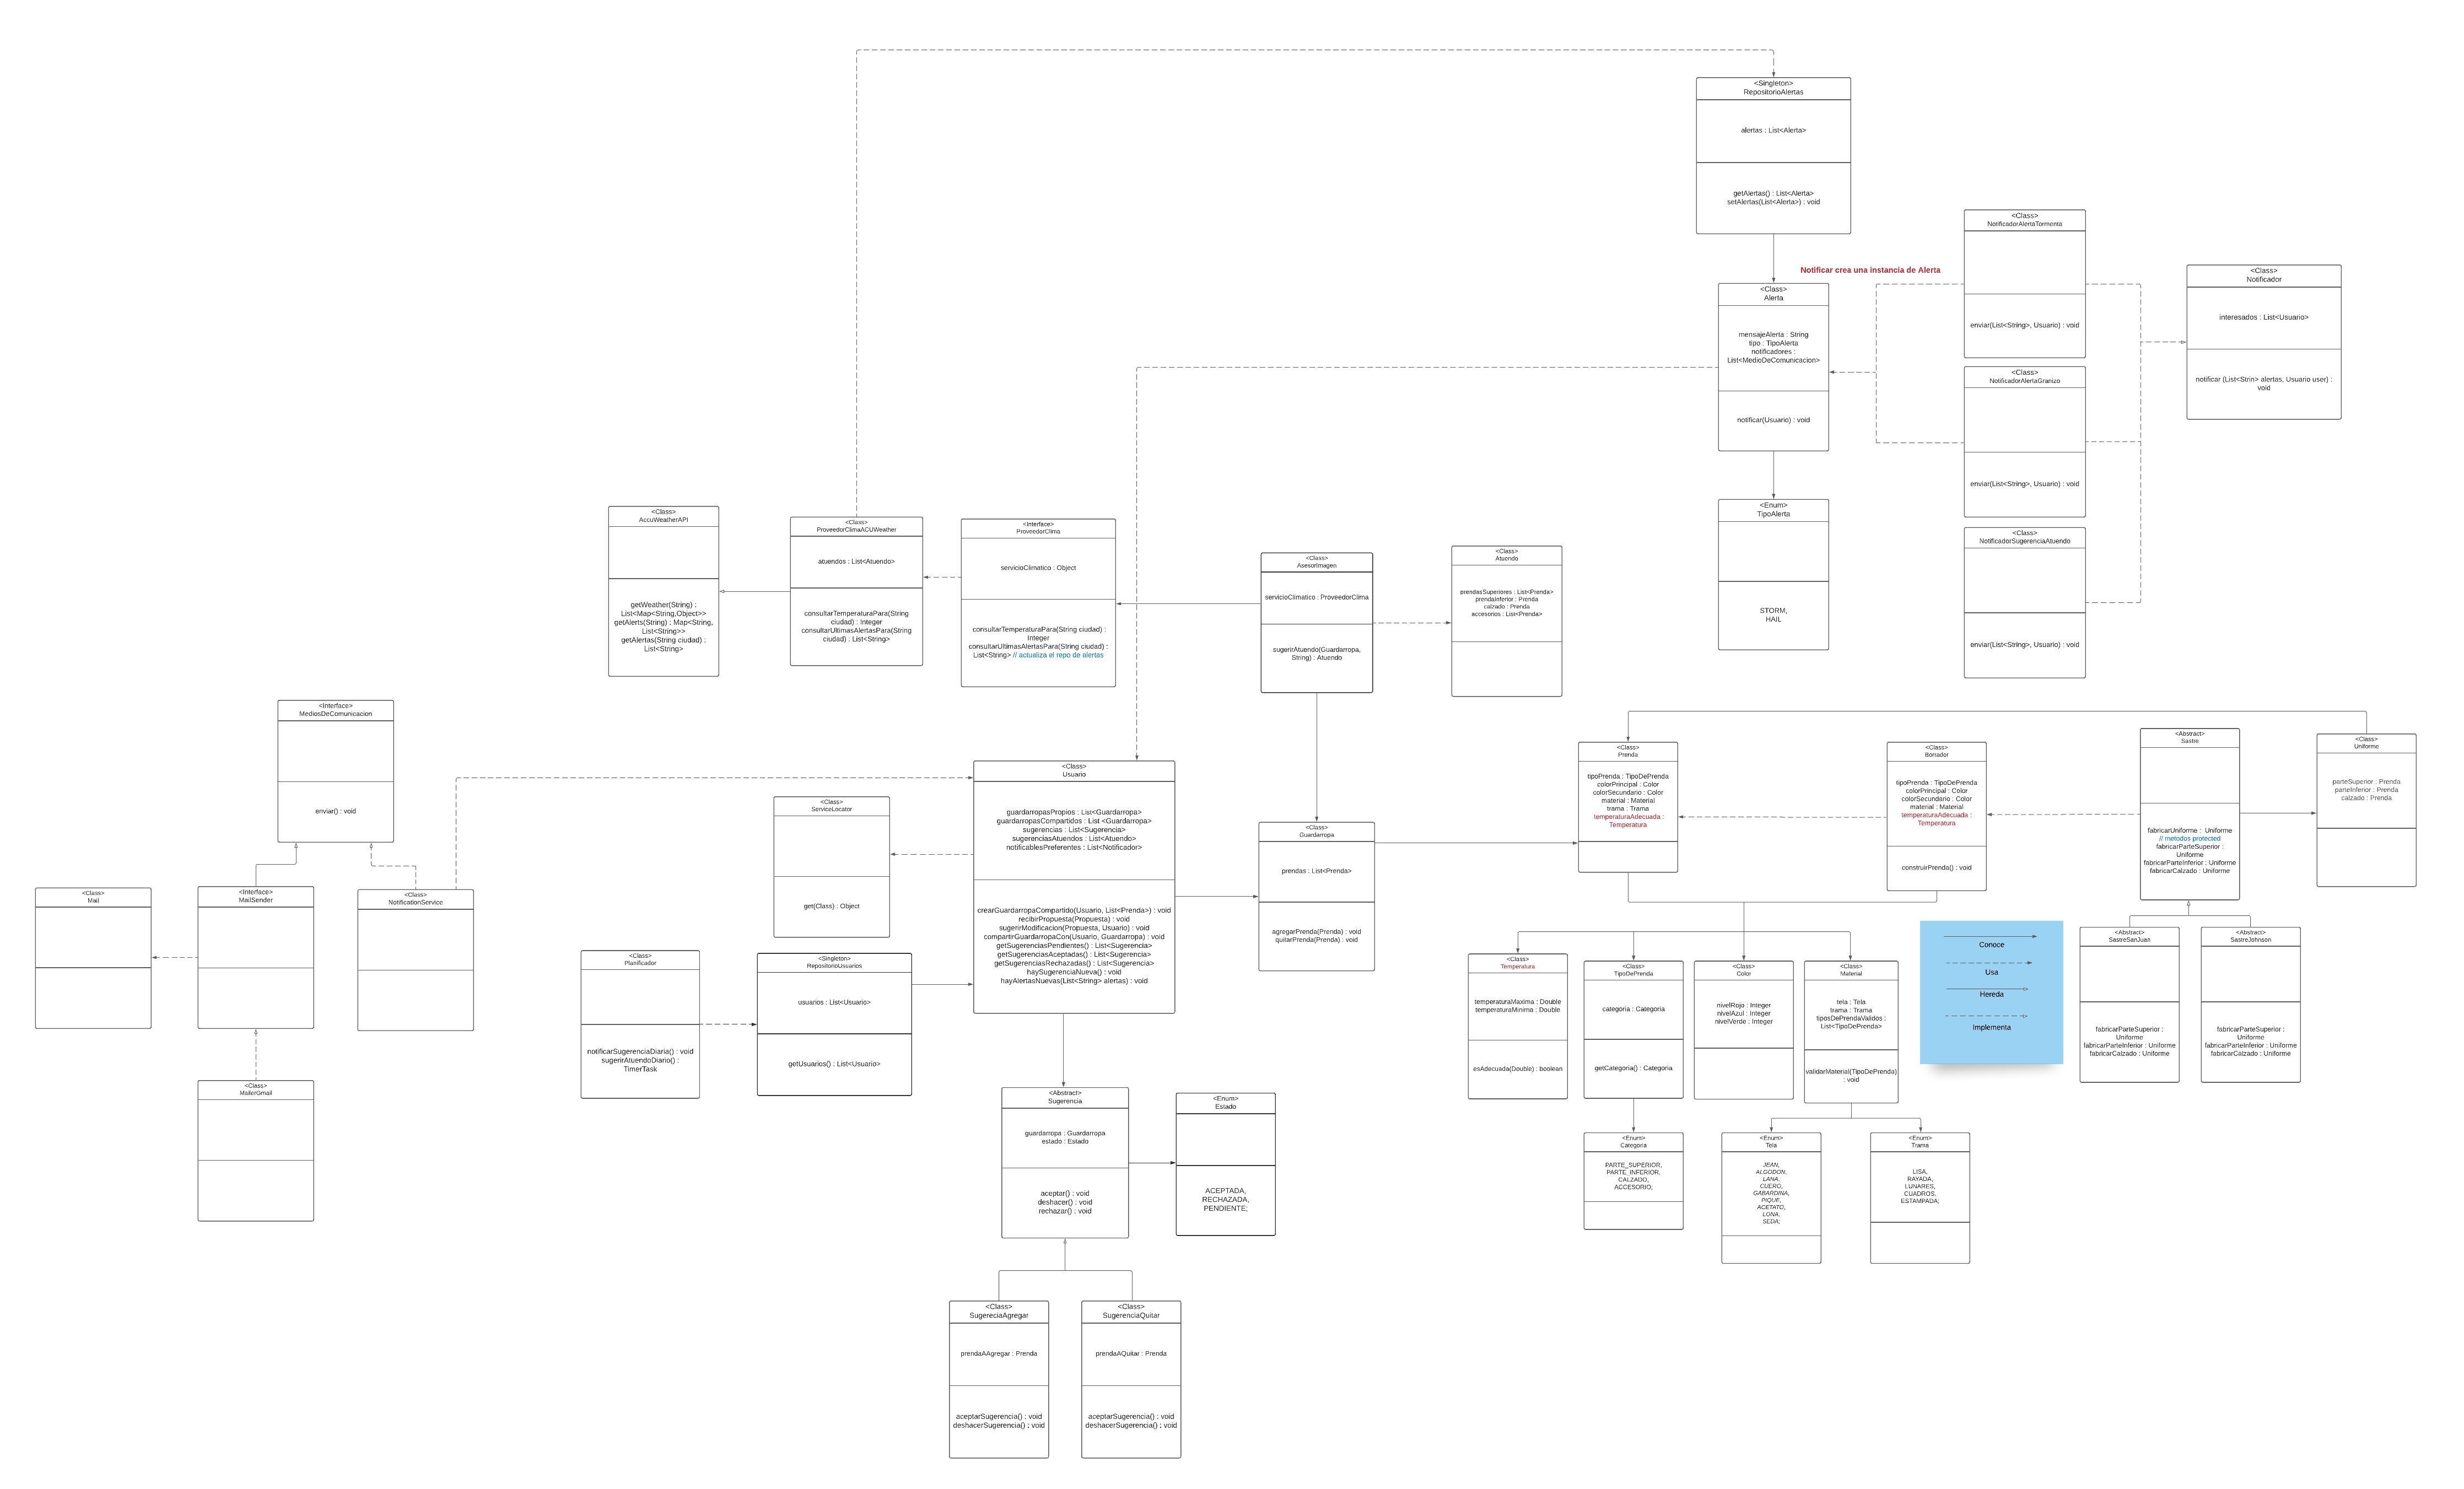 <Singleton>
RepositorioAlertas
alertas : List<Alerta>
getAlertas() : List<Alerta>
setAlertas(List<Alerta>) : void
Notificar crea una instancia de Alerta
<Class>
Alerta
mensajeAlerta : String
tipo : TipoAlerta
notificadores :
List<MedioDeComunicacion>
notificar(Usuario) : void
<Class>
NotificadorAlertaTormenta
enviar(List<String>, Usuario) : void
<Class>
NotificadorAlertaGranizo
enviar(List<String>, Usuario) : void
<Class>
NotificadorSugerenciaAtuendo
enviar(List<String>, Usuario) : void
<Class>
Notificador
interesados : List<Usuario>
notificar (List<Strin> alertas, Usuario user) :
void
<Enum>
TipoAlerta
STORM,
HAIL
<Class>
AccuWeatherAPI
getWeather(String) :
List<Map<String,Object>>
getAlerts(String) : Map<String,
List<String>>
getAlertas(String ciudad) :
List<String>
<Class>
ProveedorClimaACUWeather
atuendos : List<Atuendo>
consultarTemperaturaPara(String
ciudad) : Integer
consultarUltimasAlertasPara(String
ciudad) : List<String>
<Interface>
ProveedorClima
servicioClimatico : Object
consultarTemperaturaPara(String ciudad) :
Integer
consultarUltimasAlertasPara(String ciudad) :
List<String> // actualiza el repo de alertas
<Class>
AsesorImagen
servicioClimatico : ProveedorClima
sugerirAtuendo(Guardarropa,
String) : Atuendo
<Class>
Atuendo
prendasSuperiores : List<Prenda>
prendaInferior : Prenda
calzado : Prenda
accesorios : List<Prenda>
<Interface>
MediosDeComunicacion
enviar() : void
<Class>
Mail
<Interface>
MailSender
<Class>
NotificationService
<Class>
MailerGmail
<Class>
ServiceLocator
get(Class) : Object
<Class>
Planificador
notificarSugerenciaDiaria() : void
sugerirAtuendoDiario() :
TimerTask
<Singleton>
RepositorioUsuarios
usuarios : List<Usuario>
getUsuarios() : List<Usuario>
<Class>
Usuario
guardarropasPropios : List<Guardarropa>
guardarropasCompartidos : List <Guardarropa>
sugerencias : List<Sugerencia>
sugerenciasAtuendos : List<Atuendo>
notificablesPreferentes : List<Notificador>
crearGuardarropaCompartido(Usuario, List<Prenda>) : void
recibirPropuesta(Propuesta) : void
sugerirModificacion(Propuesta, Usuario) : void
compartirGuardarropaCon(Usuario, Guardarropa) : void
getSugerenciasPendientes() : List<Sugerencia>
getSugerenciasAceptadas() : List<Sugerencia>
getSugerenciasRechazadas() : List<Sugerencia>
haySugerenciaNueva() : void
hayAlertasNuevas(List<String> alertas) : void
<Class>
Guardarropa
prendas : List<Prenda>
agregarPrenda(Prenda) : void
quitarPrenda(Prenda) : void
<Abstract>
Sugerencia
guardarropa : Guardarropa
estado : Estado
aceptar() : void
deshacer() : void
rechazar() : void
<Enum>
Estado
ACEPTADA,
RECHAZADA,
PENDIENTE;
<Class>
SugereciaAgregar
prendaAAgregar : Prenda
aceptarSugerencia() : void
deshacerSugerencia() : void
<Class>
SugerenciaQuitar
prendaAQuitar : Prenda
aceptarSugerencia() : void
deshacerSugerencia() : void
<Class>
Prenda
tipoPrenda : TipoDePrenda
colorPrincipal : Color
colorSecundario : Color
material : Material
trama : Trama
temperaturaAdecuada :
Temperatura
<Class>
Borrador
tipoPrenda : TipoDePrenda
colorPrincipal : Color
colorSecundario : Color
material : Material
temperaturaAdecuada :
Temperatura
construirPrenda() : void
<Abstract>
Sastre
fabricarUniforme : Uniforme
// metodos protected
fabricarParteSuperior :
Uniforme
fabricarParteInferior : Uniforme
fabricarCalzado : Uniforme
<Class>
Uniforme
parteSuperior : Prenda
parteInferior : Prenda
calzado : Prenda
<Class>
Temperatura
temperaturaMaxima : Double
temperaturaMinima : Double
esAdecuada(Double) : boolean
<Class>
TipoDePrenda
categoria : Categoria
getCategoria() : Categoria
<Class>
Color
nivelRojo : Integer
nivelAzul : Integer
nivelVerde : Integer
<Class>
Material
tela : Tela
trama : Trama
tiposDePrendaValidos :
List<TipoDePrenda>
validarMaterial(TipoDePrenda)
: void
Conoce
Usa
Hereda
Implementa
<Abstract>
SastreSanJuan
fabricarParteSuperior :
Uniforme
fabricarParteInferior : Uniforme
fabricarCalzado : Uniforme
<Abstract>
SastreJohnson
fabricarParteSuperior :
Uniforme
fabricarParteInferior : Uniforme
fabricarCalzado : Uniforme
<Enum>
Categoria
PARTE_SUPERIOR,
PARTE_INFERIOR,
CALZADO,
ACCESORIO;
<Enum>
Tela
JEAN,
ALGODON,
LANA,
CUERO,
GABARDINA,
PIQUE,
ACETATO,
LONA,
SEDA;
<Enum>
Trama
LISA,
RAYADA,
LUNARES,
CUADROS,
ESTAMPADA;